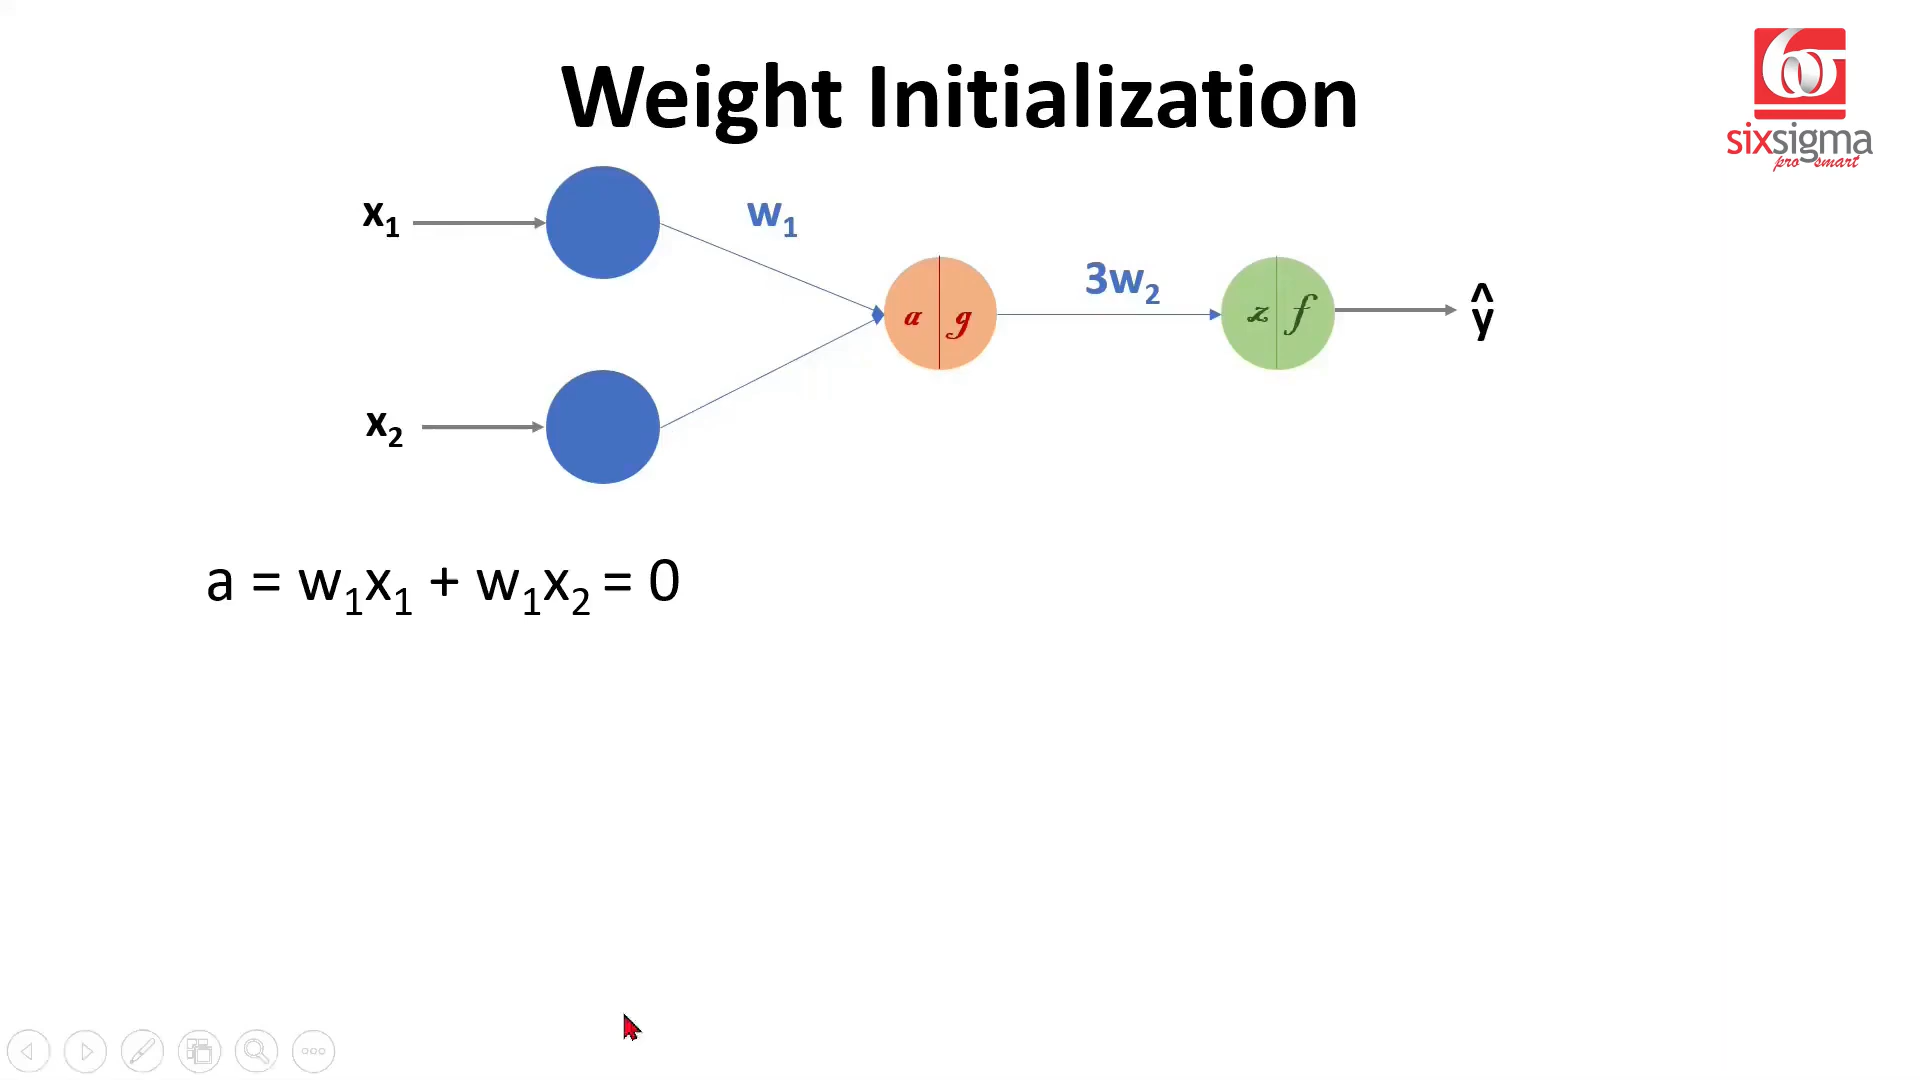 Weight Initialization
sixsigma
pro smart
x₁
w₁
3w₂
a g
z f
ŷ
x₂
a = w₁x₁ + w₁x₂ = 0